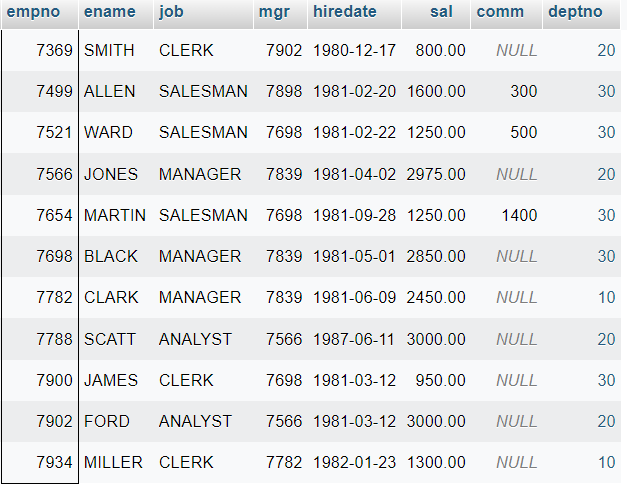 empno ename job mgr hiredate sal comm deptno
7369 SMITH CLERK 7902 1980-12-17 800.00 NULL 20
7499 ALLEN SALESMAN 7898 1981-02-20 1600.00 300 30
7521 WARD SALESMAN 7698 1981-02-22 1250.00 500 30
7566 JONES MANAGER 7839 1981-04-02 2975.00 NULL 20
7654 MARTIN SALESMAN 7698 1981-09-28 1250.00 1400 30
7698 BLACK MANAGER 7839 1981-05-01 2850.00 NULL 30
7782 CLARK MANAGER 7839 1981-06-09 2450.00 NULL 10
7788 SCATT ANALYST 7566 1987-06-11 3000.00 NULL 20
7900 JAMES CLERK 7698 1981-03-12 950.00 NULL 30
7902 FORD ANALYST 7566 1981-03-12 3000.00 NULL 20
7934 MILLER CLERK 7782 1982-01-23 1300.00 NULL 10